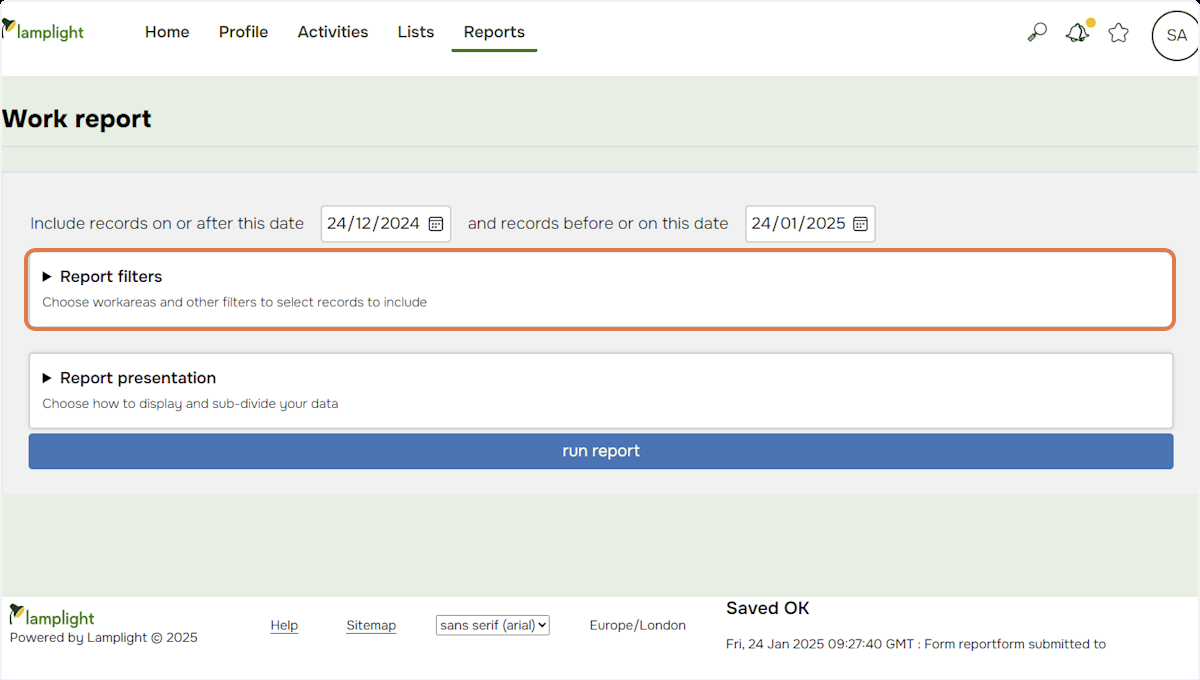 lamplight Home Profile Activities Lists Reports SA
Work report
Include records on or after this date 24/12/2024 and records before or on this date 24/01/2025
Report filters
Choose workareas and other filters to select records to include
Report presentation
Choose how to display and sub-divide your data
run report
lamplight
Powered by Lamplight © 2025
Help
Sitemap
sans serif (arial)
Europe/London
Saved OK
Fri, 24 Jan 2025 09:27:40 GMT : Form reportform submitted to